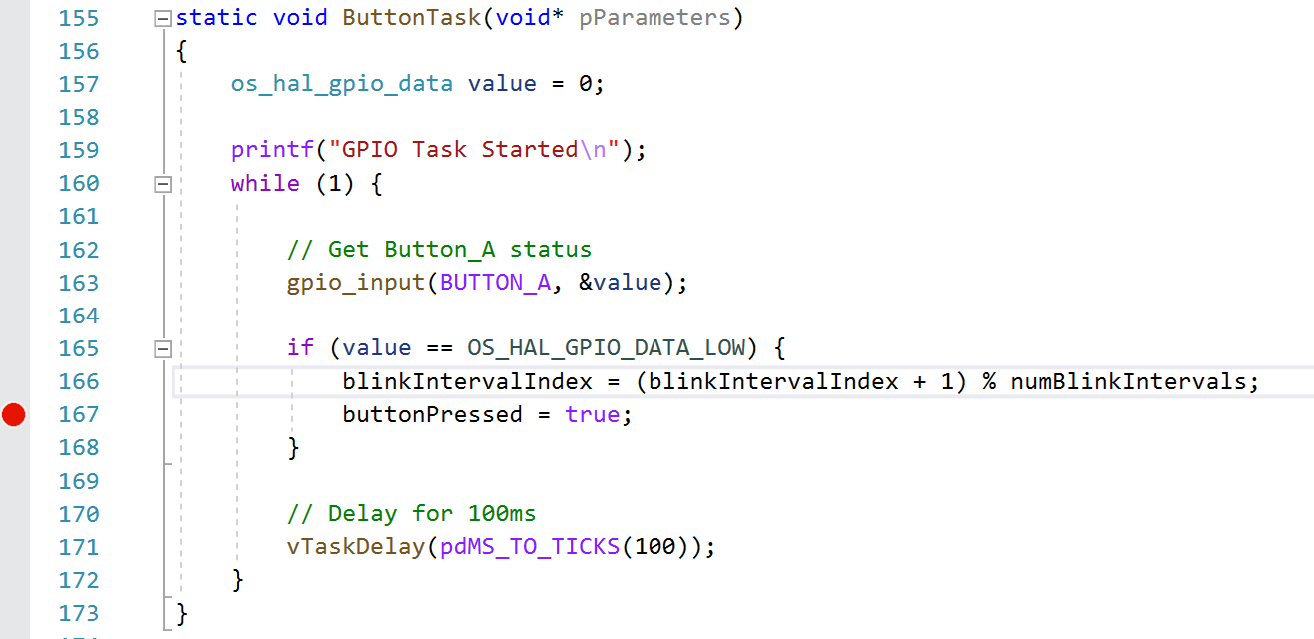 155 static void ButtonTask(void* pParameters)
156 {
157     os_hal_gpio_data value = 0;
158
159     printf("GPIO Task Started\n");
160     while (1) {
161
162         // Get Button_A status
163         gpio_input(BUTTON_A, &value);
164
165         if (value == OS_HAL_GPIO_DATA_LOW) {
166             blinkIntervalIndex = (blinkIntervalIndex + 1) % numBlinkIntervals;
167             buttonPressed = true;
168         }
169
170         // Delay for 100ms
171         vTaskDelay(pdMS_TO_TICKS(100));
172     }
173 }